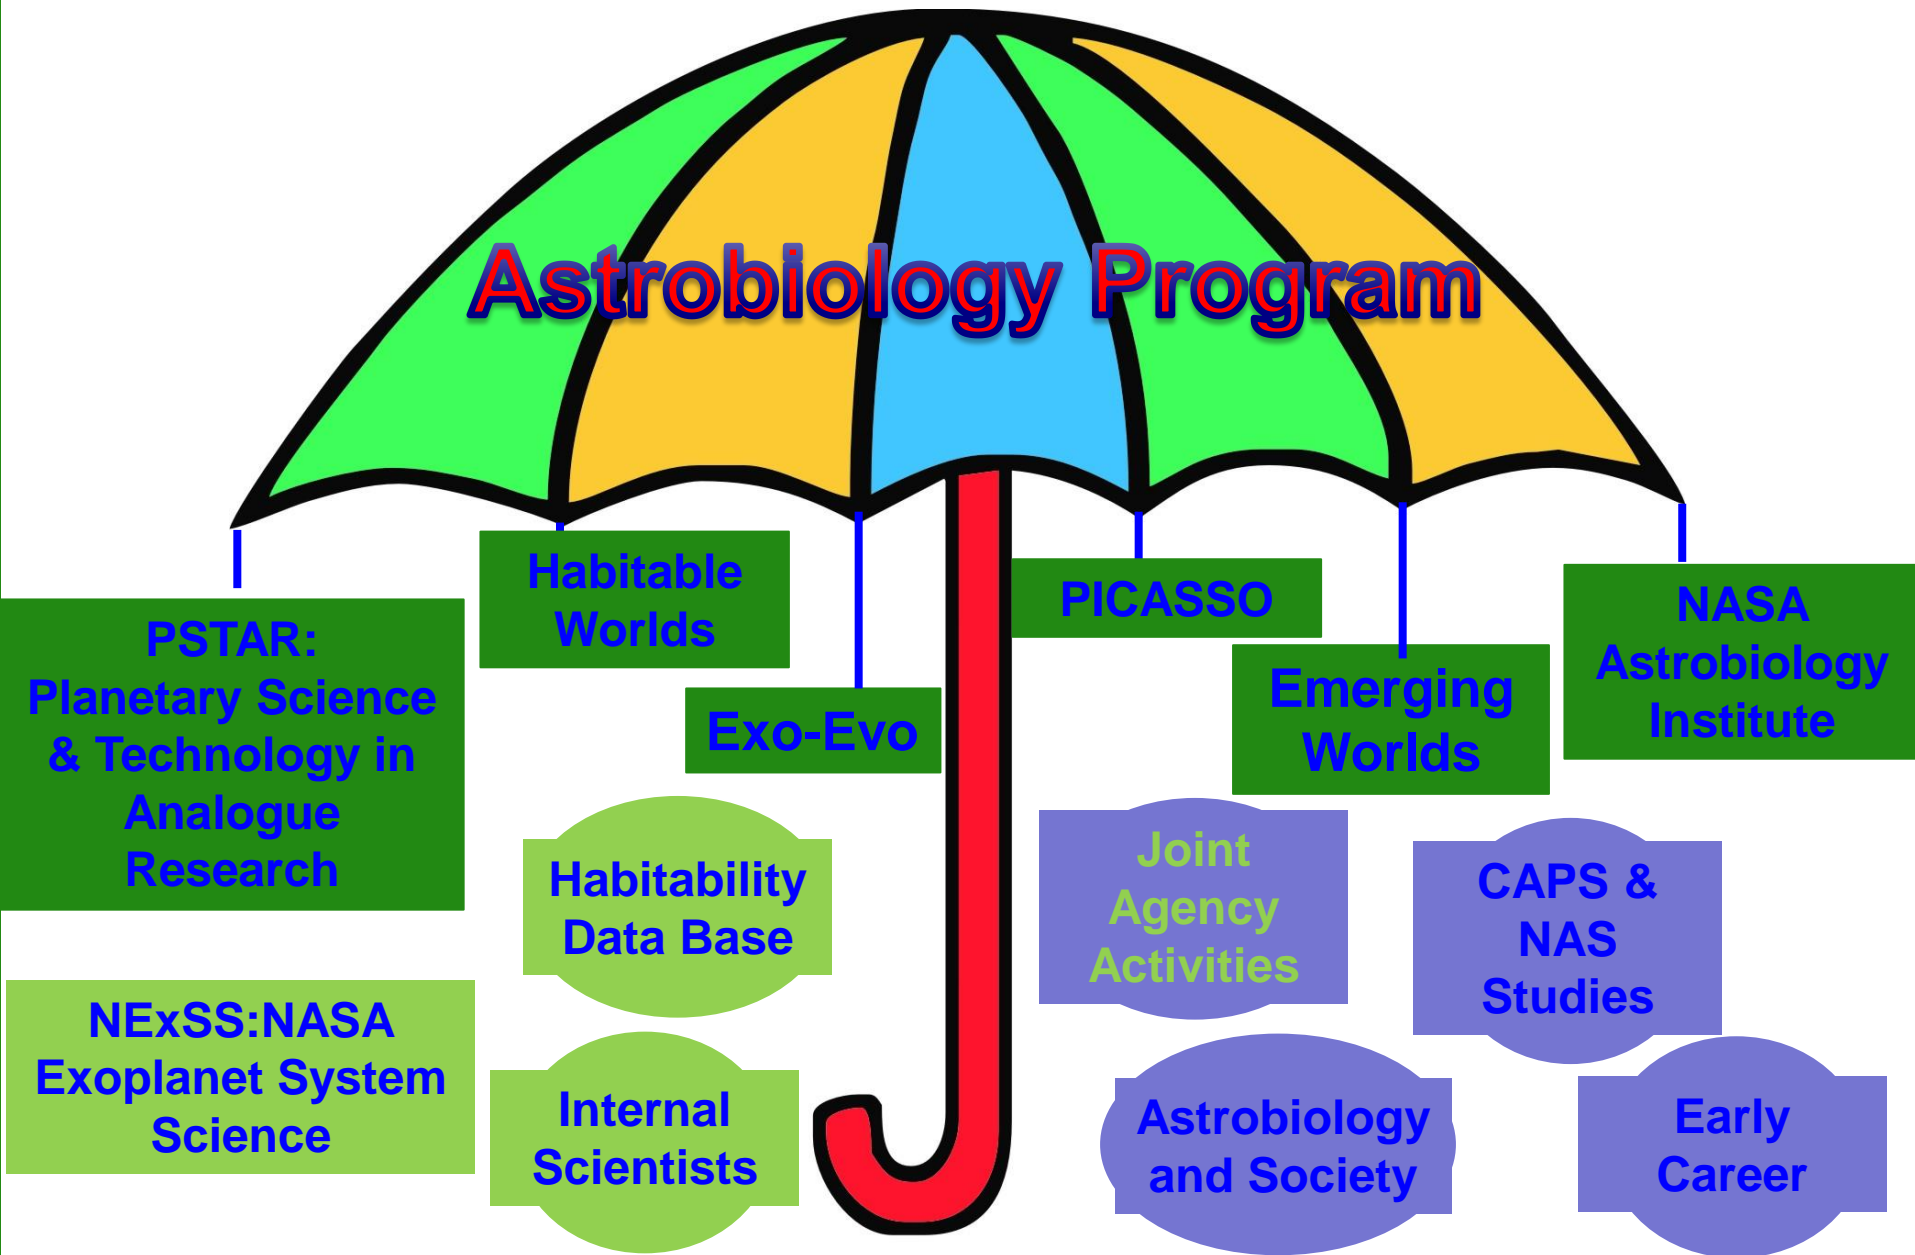 Astrobiology Program
PSTAR:
Planetary Science
& Technology in
Analogue
Research
Habitable
Worlds
Exo-Evo
PICASSO
Emerging
Worlds
NASA
Astrobiology
Institute
NExSS:NASA
Exoplanet System
Science
Habitability
Data Base
Internal
Scientists
Joint
Agency
Activities
CAPS &
NAS
Studies
Astrobiology
and Society
Early
Career